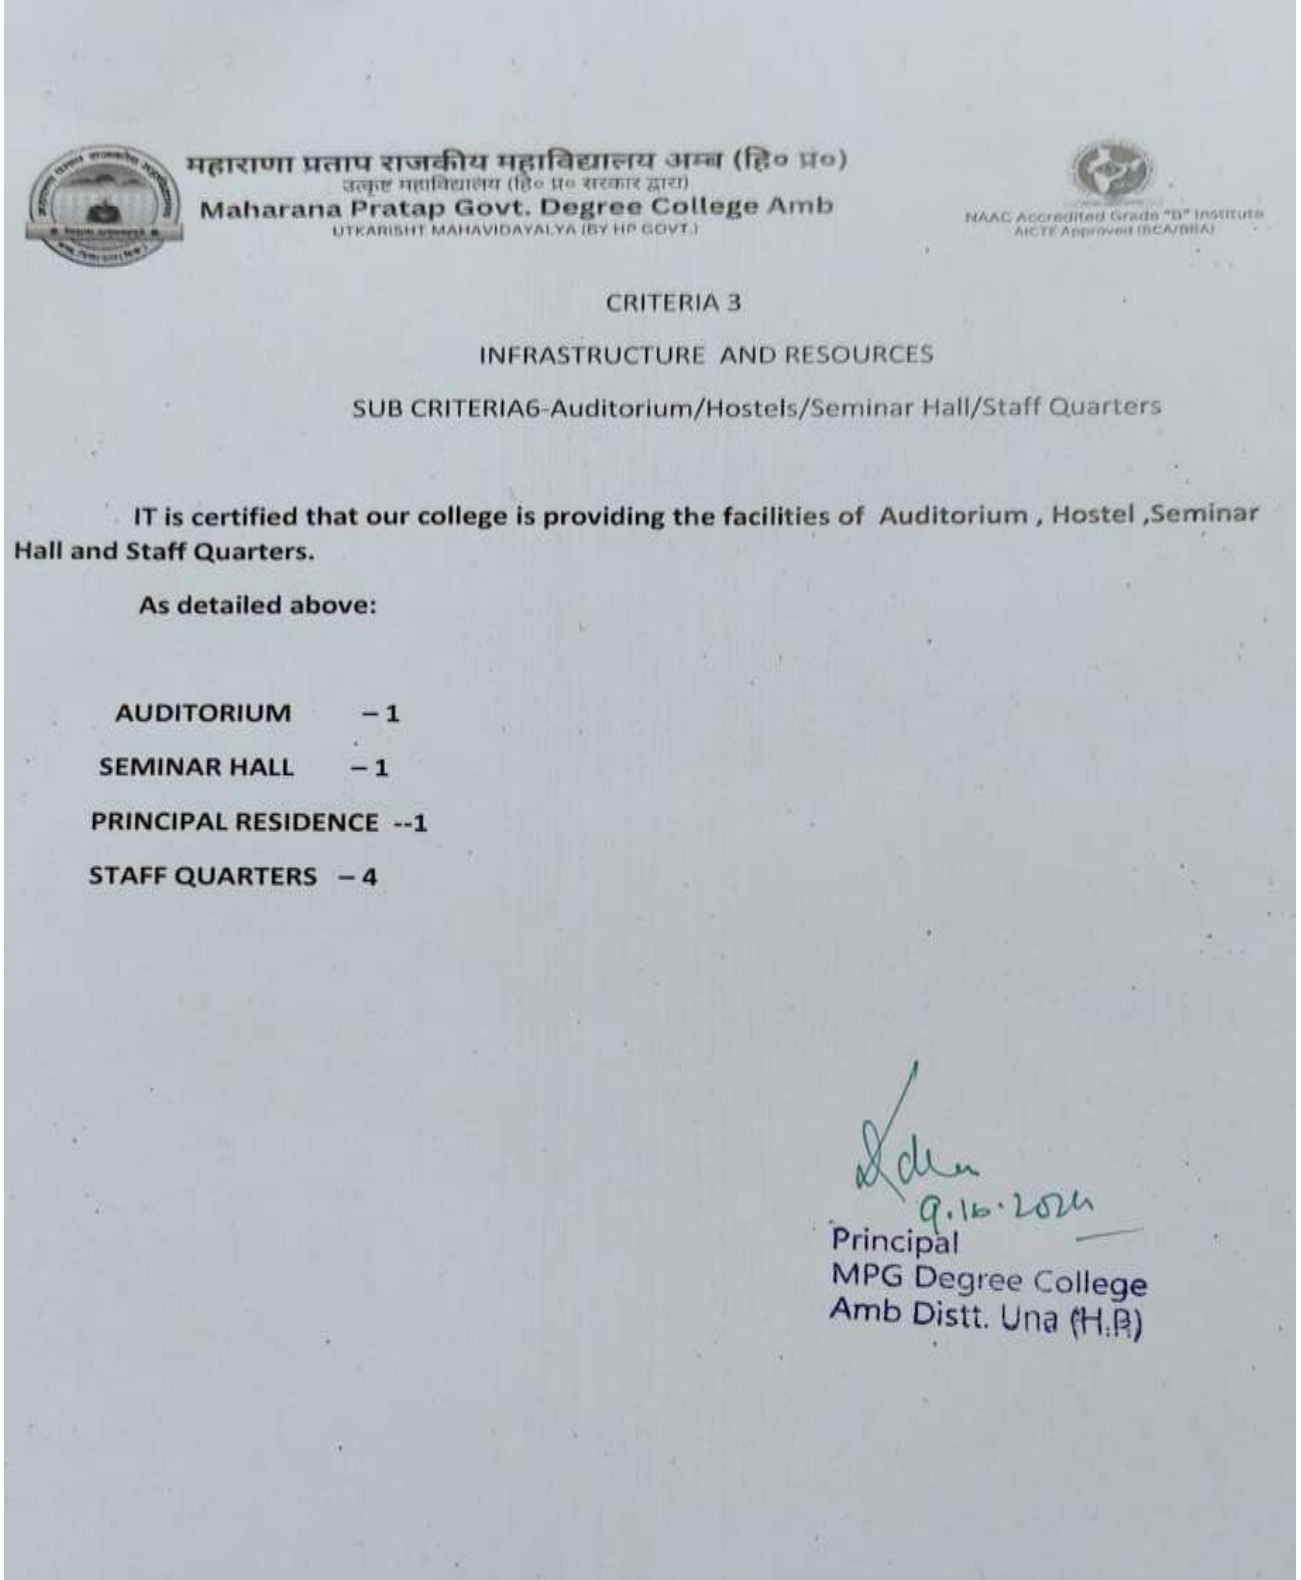 महाराणा प्रताप राजकीय महाविद्यालय अम्ब (हि० प्र०)
उत्कृष्ट महाविद्यालय (हि० प्र० सरकार द्वारा)
Maharana Pratap Govt. Degree College Amb
UTKARISHT MAHAVIDAYALYA (BY HP GOVT.)
NAAC Accredited Grade "B" Institute
AICTE Approved (BCA/BBA)
CRITERIA 3
INFRASTRUCTURE AND RESOURCES
SUB CRITERIA6-Auditorium/Hostels/Seminar Hall/Staff Quarters
IT is certified that our college is providing the facilities of Auditorium , Hostel ,Seminar
Hall and Staff Quarters.
As detailed above:
AUDITORIUM – 1
SEMINAR HALL – 1
PRINCIPAL RESIDENCE --1
STAFF QUARTERS – 4
9.10.2024
Principal
MPG Degree College
Amb Distt. Una (H.P)